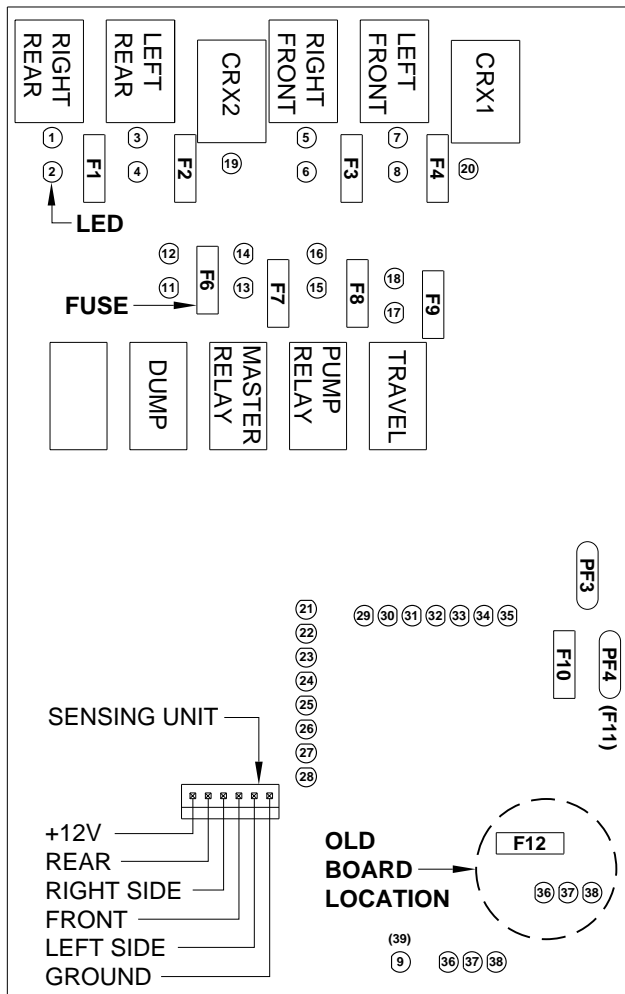 RIGHT
REAR
LEFT
REAR
CRX2
RIGHT
FRONT
LEFT
FRONT
CRX1
1
3
5
7
2
F1
4
F2
19
6
F3
8
F4
20
LED
12
14
16
18
11
F6
13
F7
15
F8
17
F9
FUSE
DUMP
MASTER
RELAY
PUMP
RELAY
TRAVEL
PF3
21
29 30 31 32 33 34 35
22
23
24
25
26
27
28
F10
PF4
(F11)
SENSING UNIT
+12V
REAR
RIGHT SIDE
FRONT
LEFT SIDE
GROUND
OLD
BOARD
LOCATION
F12
36 37 38
(39)
9
36 37 38